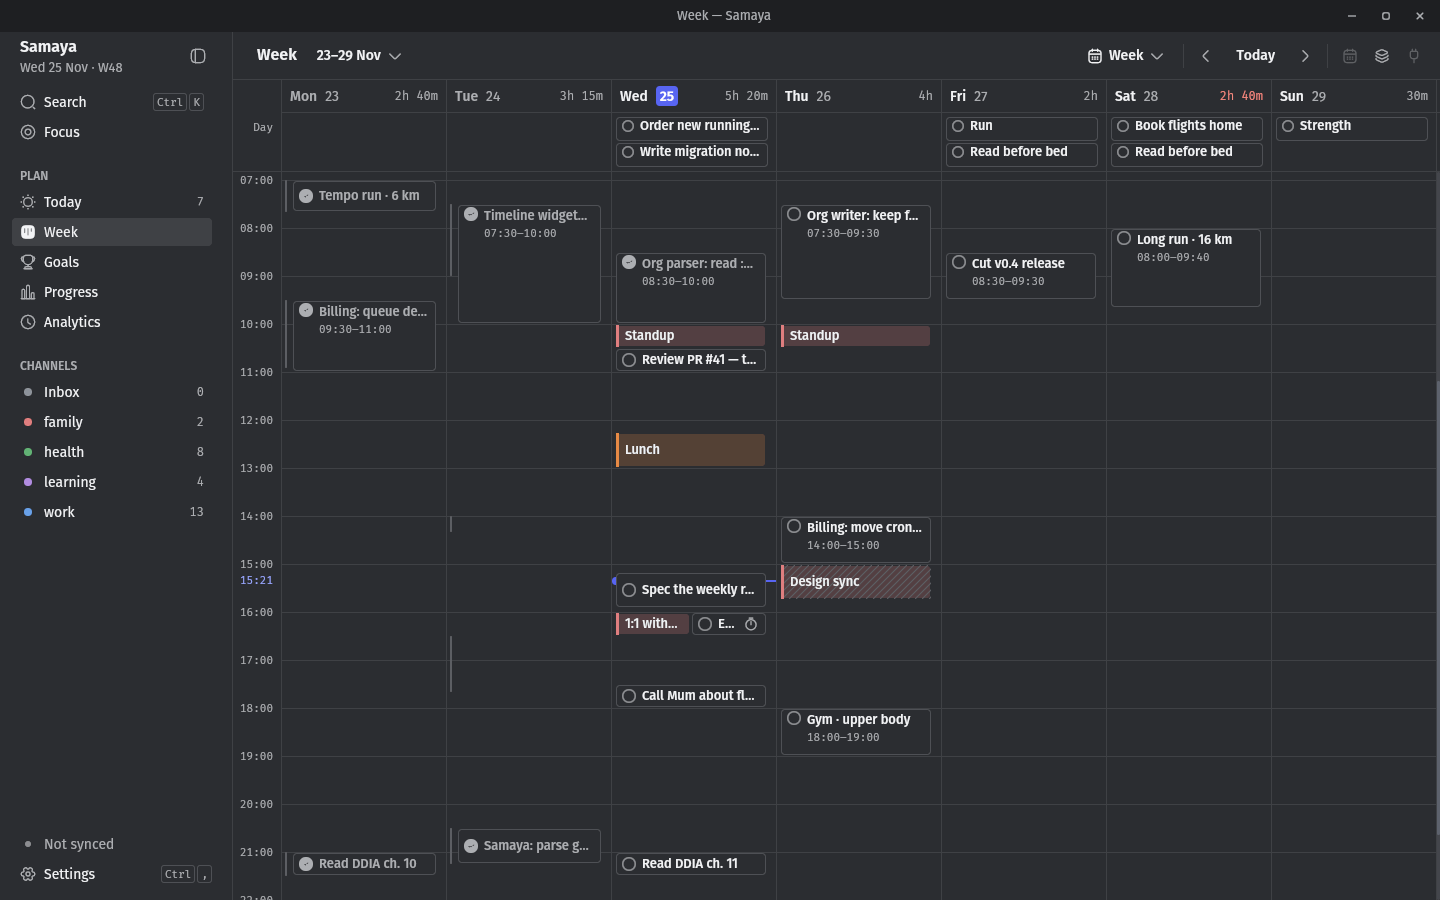 Week — Samaya
Samaya
Wed 25 Nov · W48
Search Ctrl K
Focus
PLAN
Today 7
Week
Goals
Progress
Analytics
CHANNELS
Inbox 0
family 2
health 8
learning 4
work 13
Not synced
Settings Ctrl ,
Week 23–29 Nov
Week Today
Mon 23 2h 40m
Tue 24 3h 15m
Wed 25 5h 20m
Thu 26 4h
Fri 27 2h
Sat 28 2h 40m
Sun 29 30m
Day
Order new running…
Write migration no…
Run
Read before bed
Book flights home
Read before bed
Strength
07:00
08:00
09:00
10:00
11:00
12:00
13:00
14:00
15:00
15:21
16:00
17:00
18:00
19:00
20:00
21:00
22:00
Tempo run · 6 km
Billing: queue de…
09:30–11:00
Read DDIA ch. 10
Timeline widget…
07:30–10:00
Samaya: parse g…
Org parser: read :…
08:30–10:00
Standup
Review PR #41 — t…
Lunch
Spec the weekly r…
1:1 with…
E…
Call Mum about fl…
Read DDIA ch. 11
Org writer: keep f…
07:30–09:30
Standup
Billing: move cron…
14:00–15:00
Design sync
Gym · upper body
18:00–19:00
Cut v0.4 release
08:30–09:30
Long run · 16 km
08:00–09:40